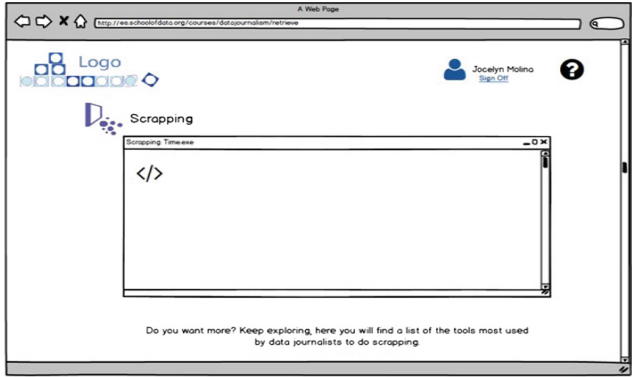 A Web Page
http://es.schoolofdata.org/courses/datajournalism/retrieve
Logo
Jocelyn Molina
Sign Off
?
Scrapping
Scrapping Time.exe
</>
Do you want more? Keep exploring, here you will find a list of the tools most used
by data journalists to do scrapping.